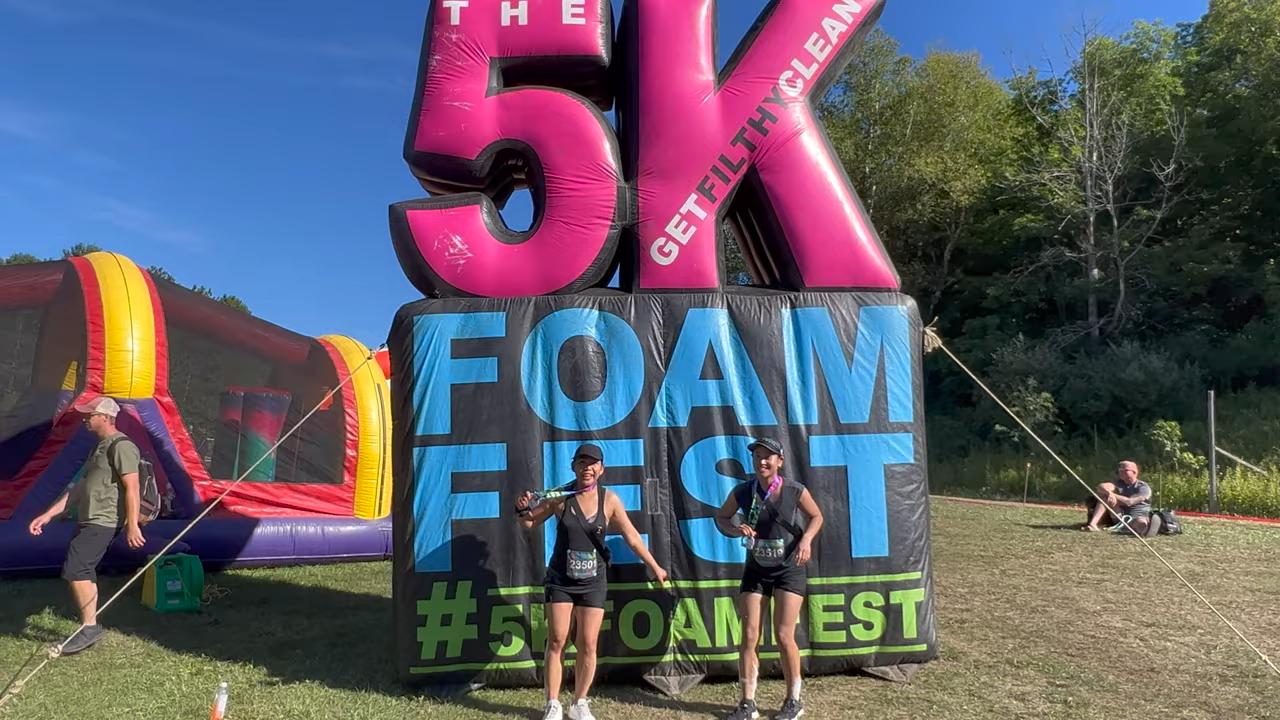 THE
5K
GETFILTHYCLEAN
FOAM
FEST
#5KFOAMFEST
23501
23519